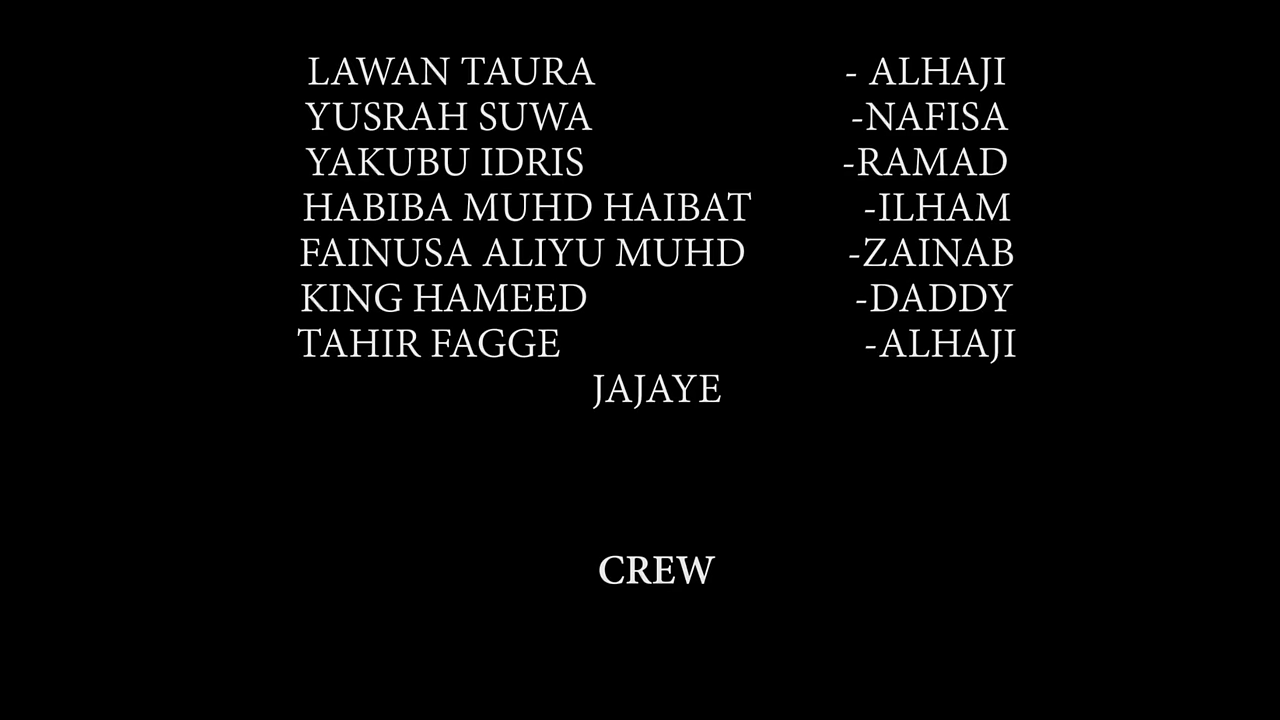 LAWAN TAURA - ALHAJI
YUSRAH SUWA -NAFISA
YAKUBU IDRIS -RAMAD
HABIBA MUHD HAIBAT -ILHAM
FAINUSA ALIYU MUHD -ZAINAB
KING HAMEED -DADDY
TAHIR FAGGE -ALHAJI
JAJAYE
CREW